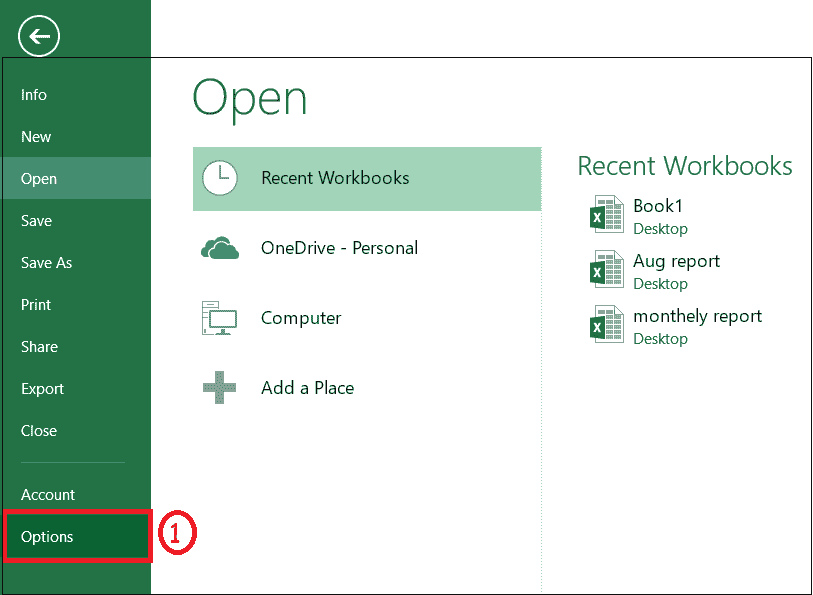 Info
New
Open
Save
Save As
Print
Share
Export
Close
Account
Options
1
Open
Recent Workbooks
OneDrive - Personal
Computer
Add a Place
Recent Workbooks
Book1
Desktop
Aug report
Desktop
monthely report
Desktop